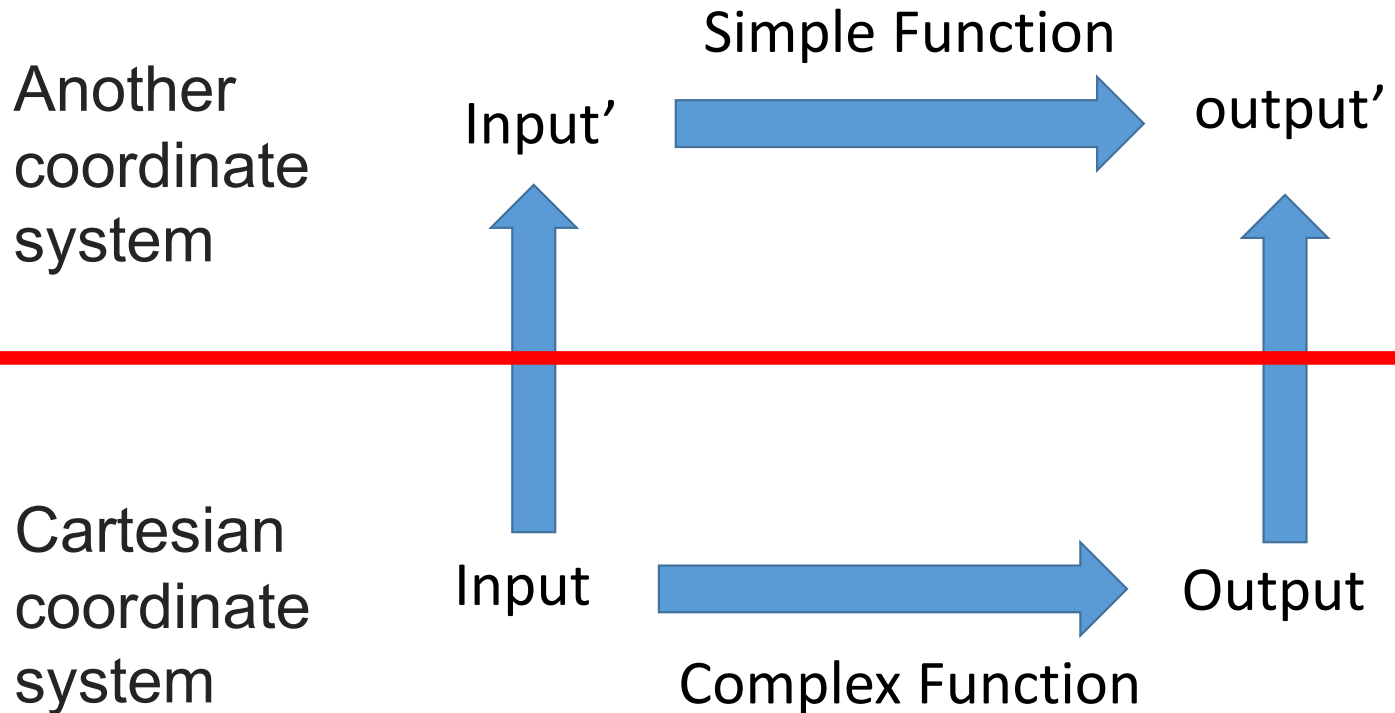 Simple Function
Another
coordinate
system
Input’
output’
Cartesian
coordinate
system
Input
Output
Complex Function